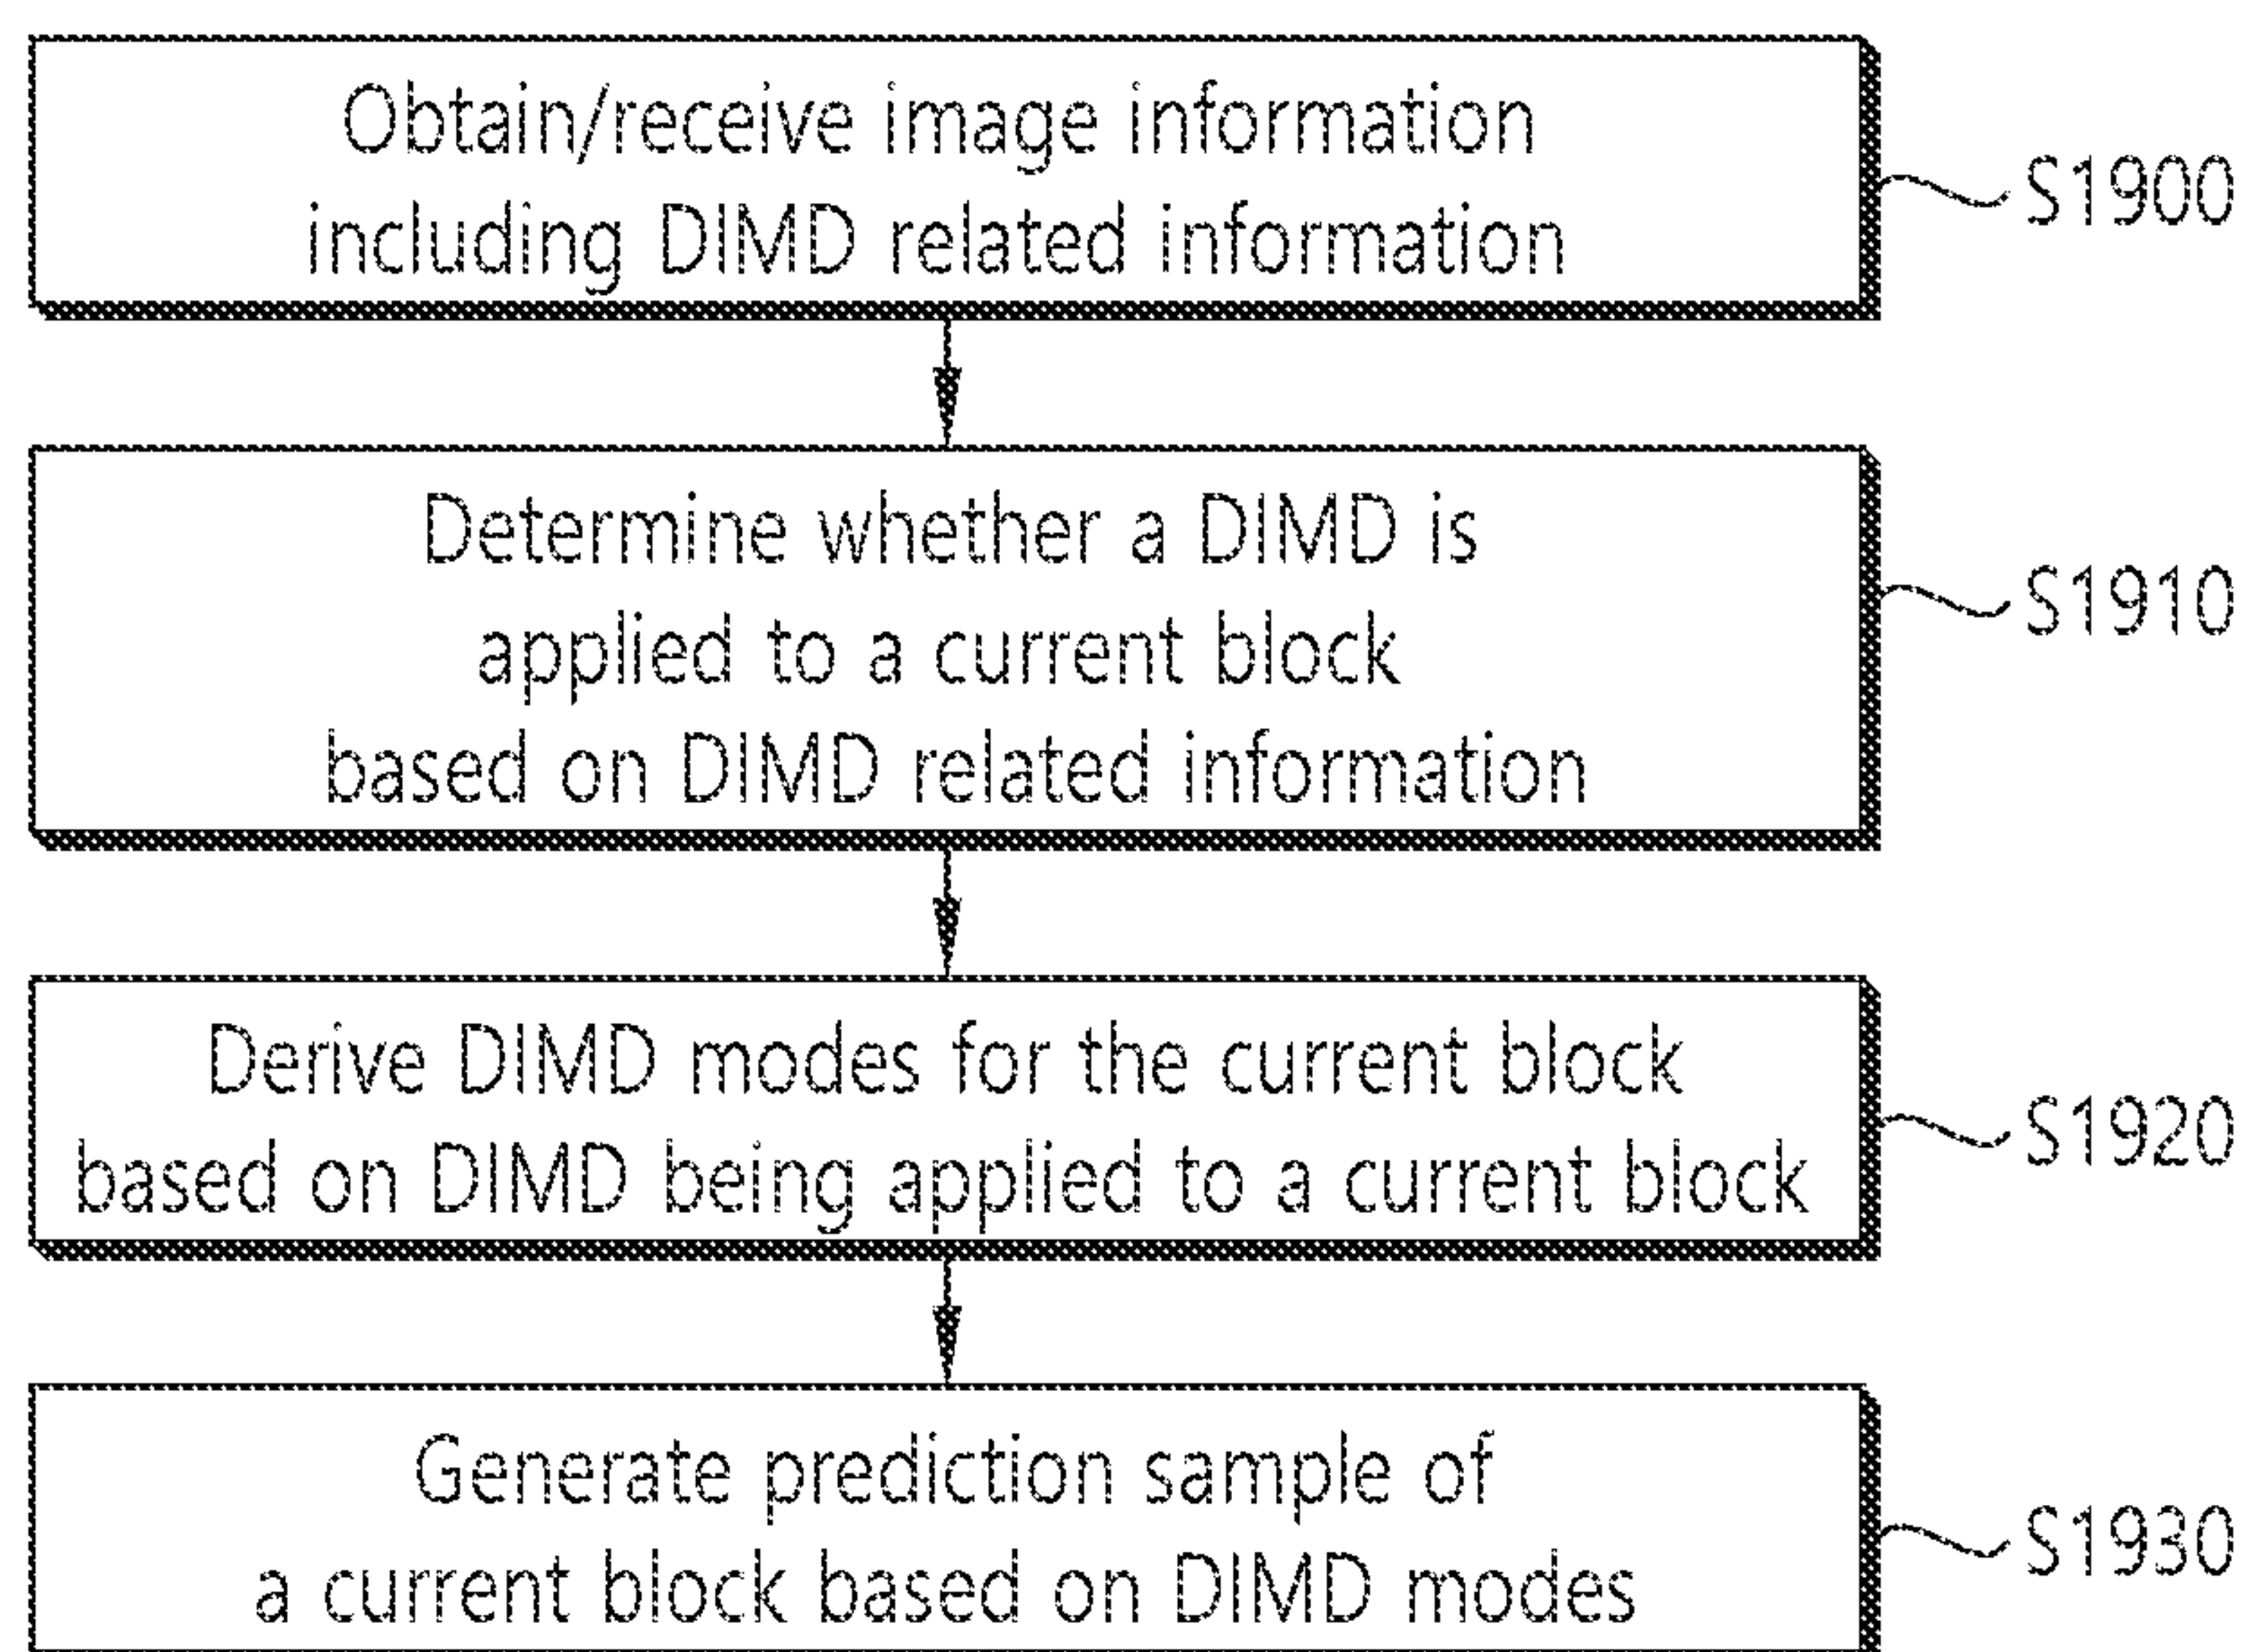 Obtain/receive image information
including DIMD related information
S1900
Determine whether a DIMD is
applied to a current block
based on DIMD related information
S1910
Derive DIMD modes for the current block
based on DIMD being applied to a current block
S1920
Generate prediction sample of
a current block based on DIMD modes
S1930